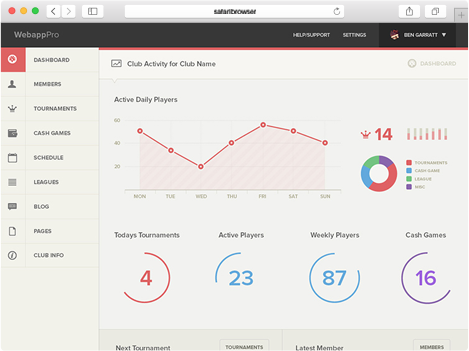 safaribrowser
WebappPro
HELP/SUPPORT
SETTINGS
BEN GARRATT
DASHBOARD
MEMBERS
TOURNAMENTS
CASH GAMES
SCHEDULE
LEAGUES
BLOG
PAGES
CLUB INFO
Club Activity for Club Name
DASHBOARD
Active Daily Players
60
40
20
MON TUE WED THU FRI SAT SUN
14
TOURNAMENTS
CASH GAME
LEAGUE
MISC
Todays Tournaments
4
Active Players
23
Weekly Players
87
Cash Games
16
Next Tournament
TOURNAMENTS
Latest Member
MEMBERS